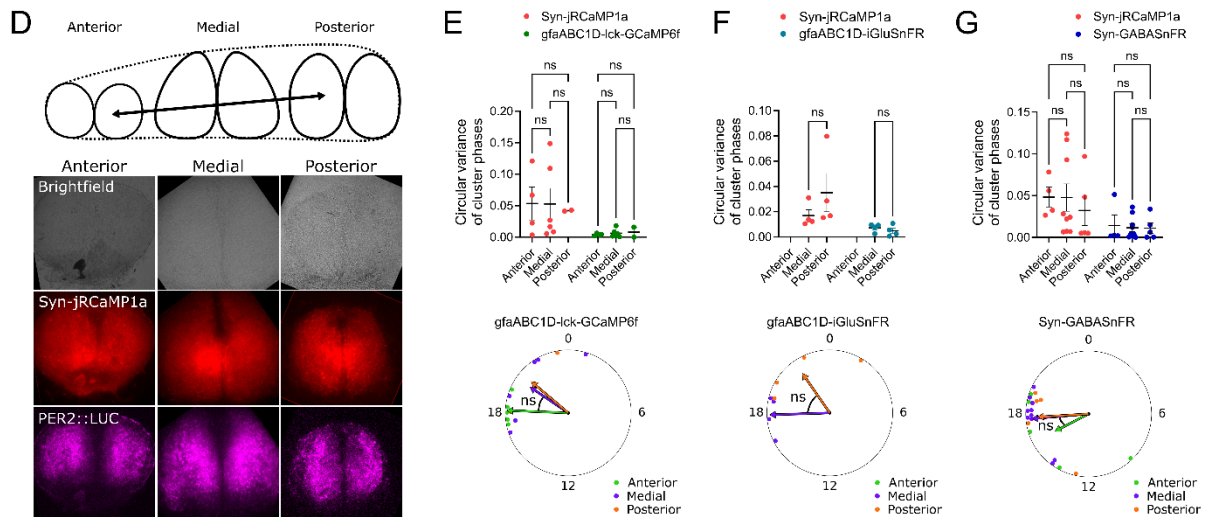 D
Anterior Medial Posterior
Anterior Medial Posterior
Brightfield
Syn-jRCaMP1a
PER2::LUC
E
Syn-jRCaMP1a
gfaABC1D-lck-GCaMP6f
ns
ns
ns
ns
ns
ns
Circular variance
of cluster phases
0.20
0.15
0.10
0.05
0.00
Anterior
Medial
Posterior
Anterior
Medial
Posterior
gfaABC1D-lck-GCaMP6f
0
18
ns
6
12
Anterior
Medial
Posterior
F
Syn-jRCaMP1a
gfaABC1D-iGluSnFR
ns
ns
Circular variance
of cluster phases
0.10
0.08
0.06
0.04
0.02
0.00
Anterior
Medial
Posterior
Anterior
Medial
Posterior
gfaABC1D-iGluSnFR
0
18
ns
6
12
Anterior
Medial
Posterior
G
Syn-jRCaMP1a
Syn-GABASnFR
ns
ns
ns
ns
ns
ns
Circular variance
of cluster phases
0.15
0.10
0.05
0.00
Anterior
Medial
Posterior
Anterior
Medial
Posterior
Syn-GABASnFR
0
18
ns
6
12
Anterior
Medial
Posterior